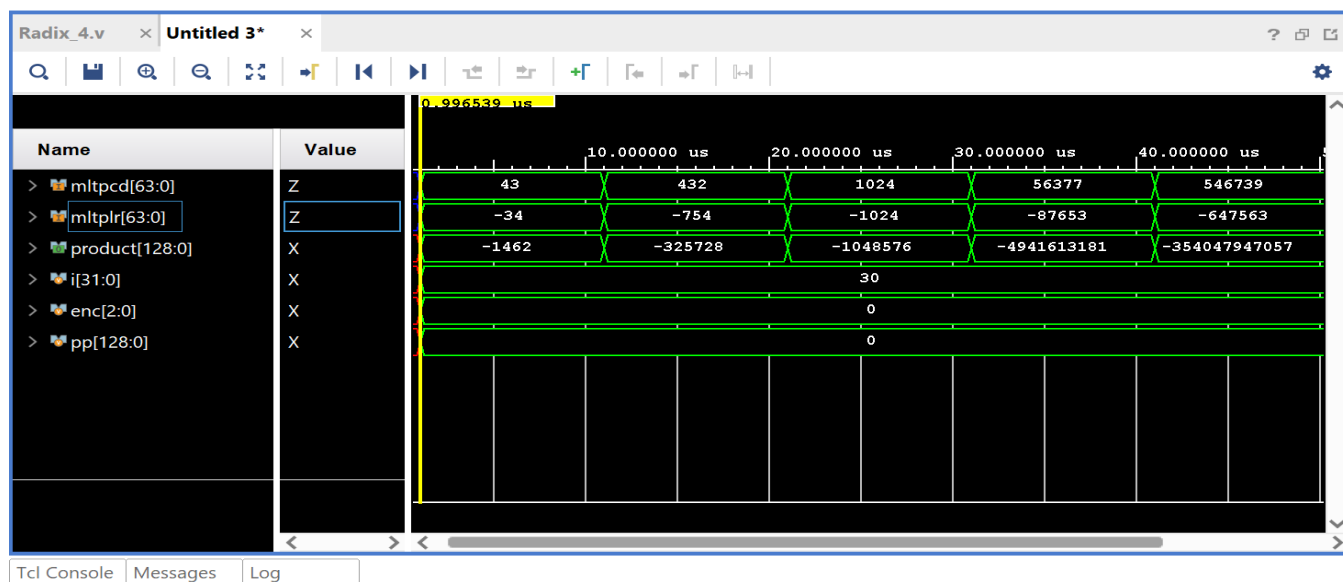 Radix_4.v × Untitled 3* ×
?
0.996539 us
Name Value
10.000000 us 20.000000 us 30.000000 us 40.000000 us
mltpcd[63:0] Z 43 432 1024 56377 546739
mltplr[63:0] Z -34 -754 -1024 -87653 -647563
product[128:0] X -1462 -325728 -1048576 -4941613181 -354047947057
i[31:0] X 30
enc[2:0] X 0
pp[128:0] X 0
Tcl Console Messages Log